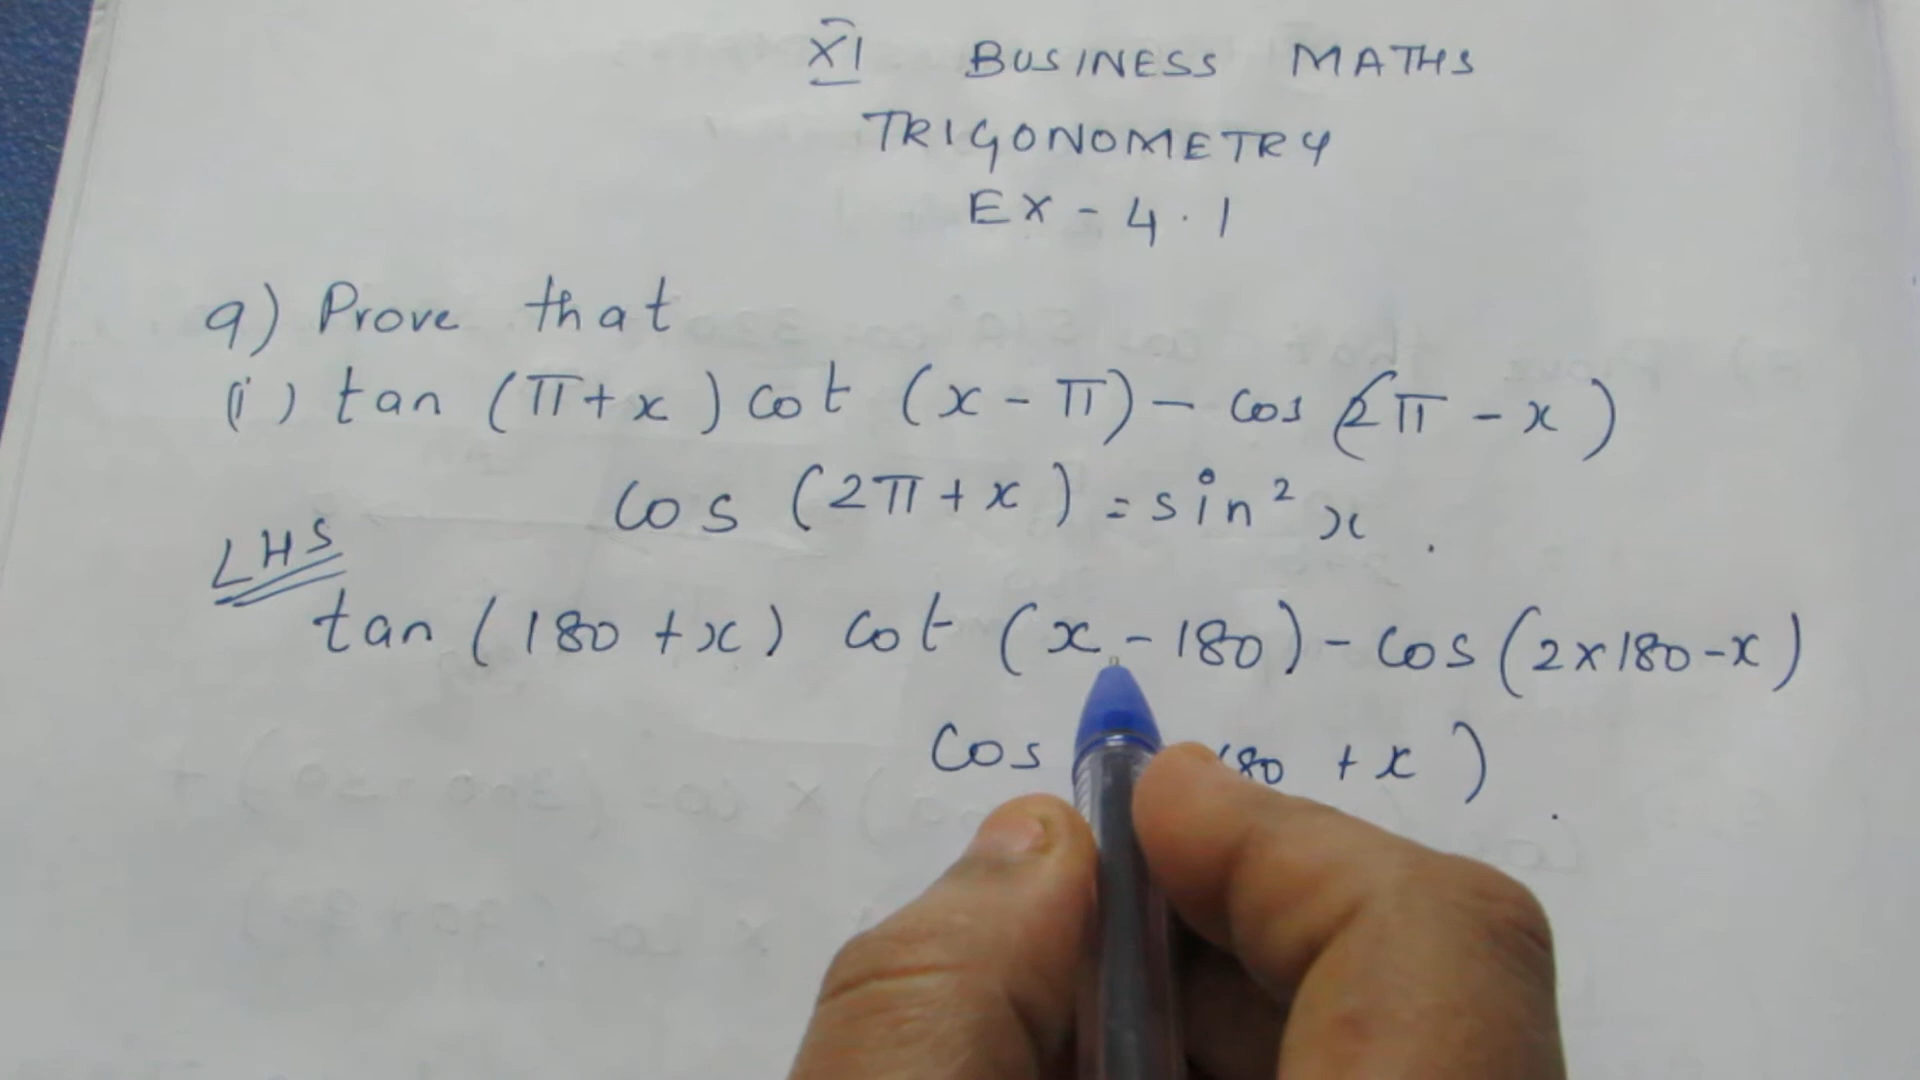 XI BUSINESS MATHS
TRIGONOMETRY
EX - 4.1
9) Prove that
(i) tan (π+x) cot (x-π) - cos (2π-x)
cos (2π+x) = sin² x.
LHS
tan (180+x) cot (x-180) - cos (2x180-x)
cos 180 + x)